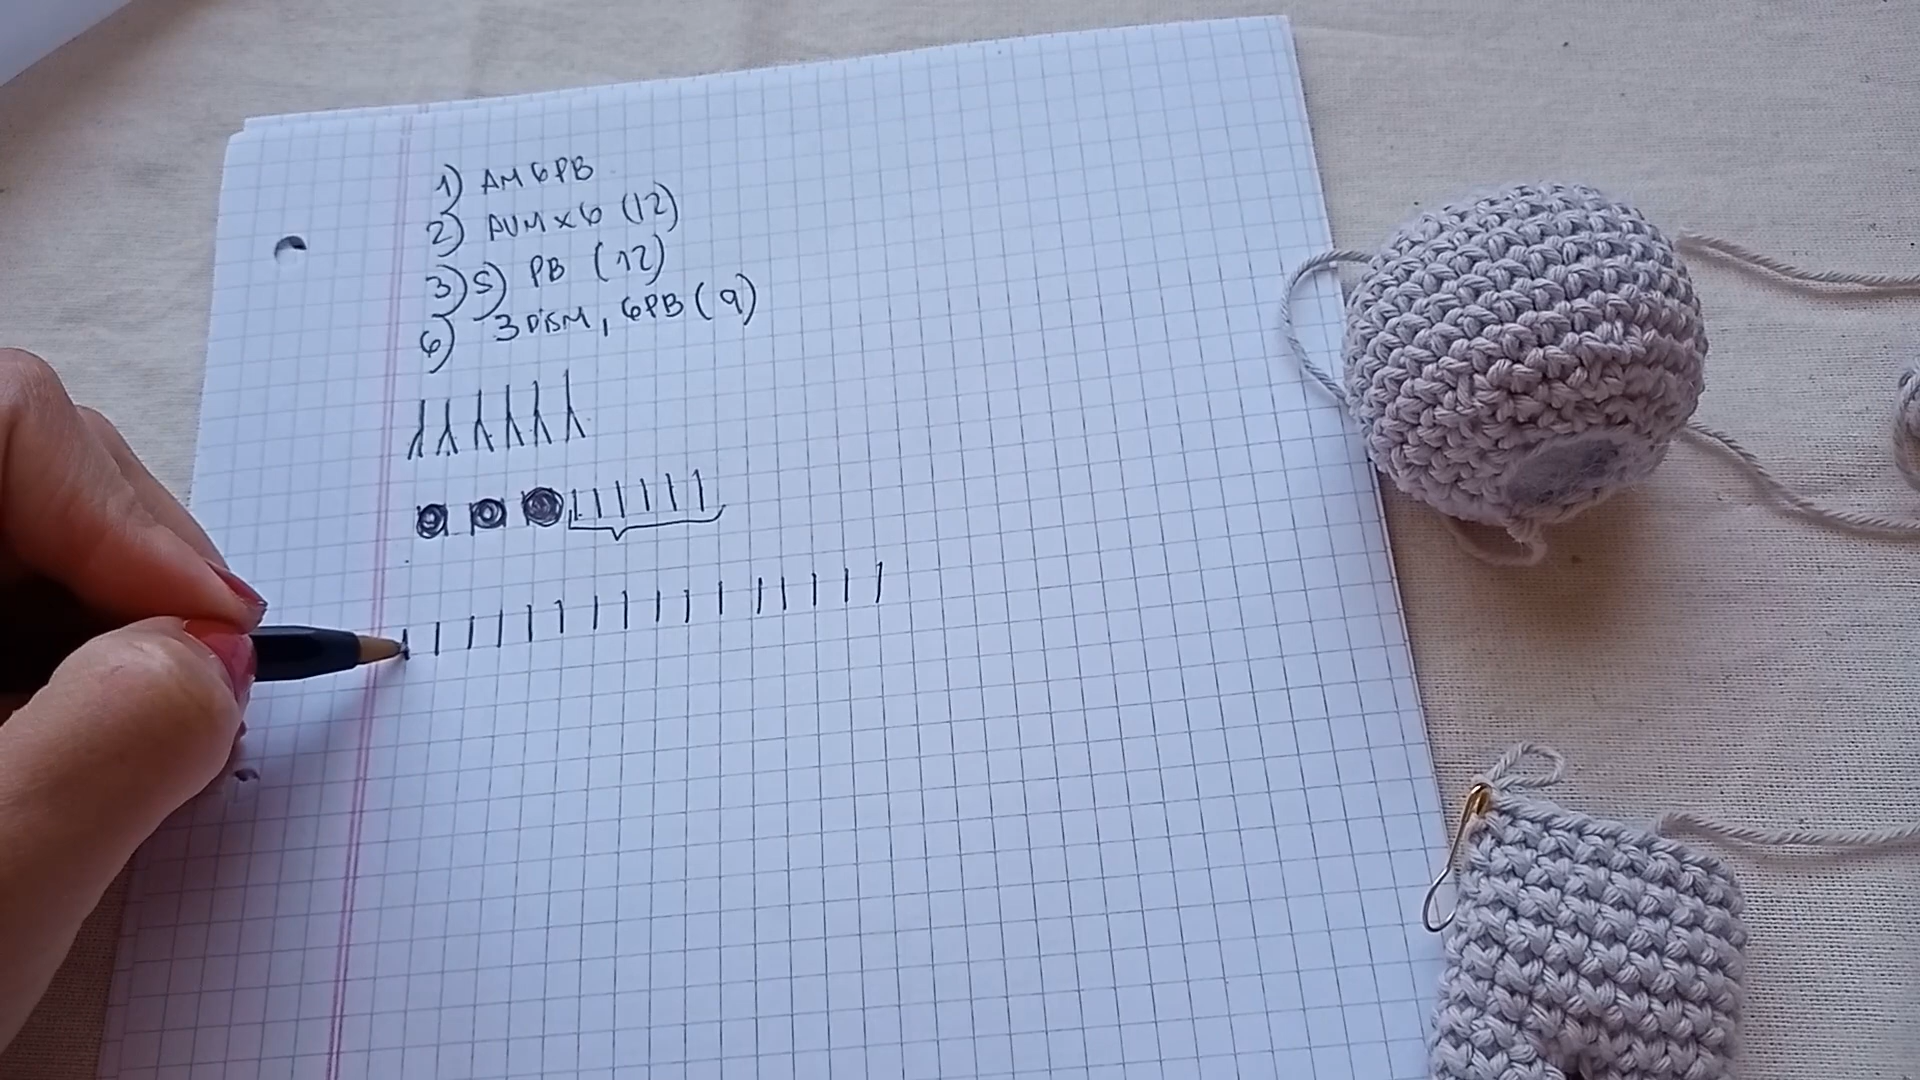 1) AM 6PB
2) AUM x 6 (12)
3) 5) PB (12)
6) 3 DISM, 6PB (9)